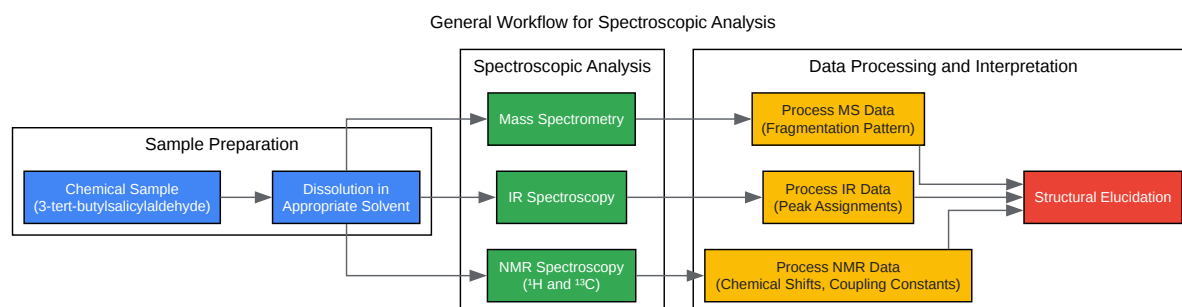 General Workflow for Spectroscopic Analysis
Sample Preparation
Chemical Sample
(3-tert-butylsalicylaldehyde)
Dissolution in
Appropriate Solvent
Spectroscopic Analysis
Mass Spectrometry
IR Spectroscopy
NMR Spectroscopy
(¹H and ¹³C)
Data Processing and Interpretation
Process MS Data
(Fragmentation Pattern)
Process IR Data
(Peak Assignments)
Process NMR Data
(Chemical Shifts, Coupling Constants)
Structural Elucidation